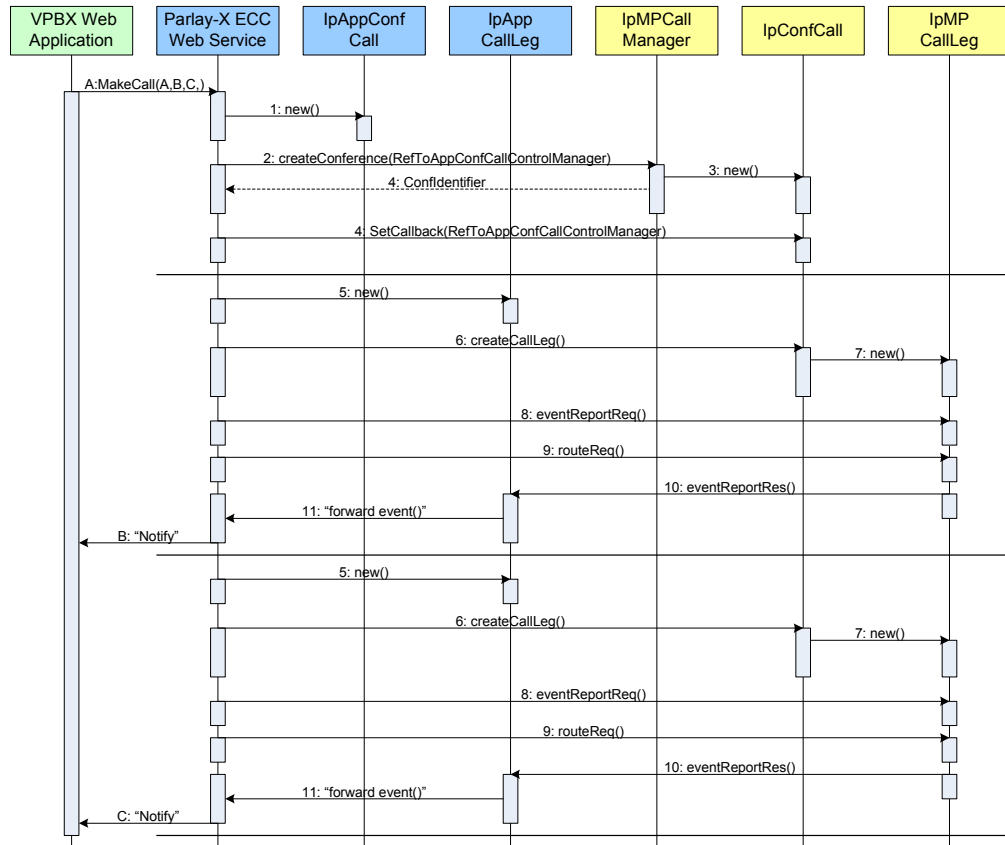 VPBX Web
Application
Parlay-X ECC
Web Service
IpAppConf
Call
IpApp
CallLeg
IpMPCall
Manager
IpConfCall
IpMP
CallLeg
A:MakeCall(A,B,C,)
1: new()
2: createConference(RefToAppConfCallControlManager)
3: new()
4: ConfIdentifier
4: SetCallback(RefToAppConfCallControlManager)
5: new()
6: createCallLeg()
7: new()
8: eventReportReq()
9: routeReq()
10: eventReportRes()
11: “forward event()”
B: “Notify”
5: new()
6: createCallLeg()
7: new()
8: eventReportReq()
9: routeReq()
10: eventReportRes()
11: “forward event()”
C: “Notify”